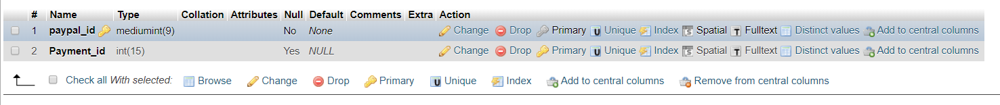 # Name Type Collation Attributes Null Default Comments Extra Action
1 paypal_id mediumint(9) No None Change Drop Primary Unique Index Spatial Fulltext Distinct values Add to central columns
2 Payment_id int(15) Yes NULL Change Drop Primary Unique Index Spatial Fulltext Distinct values Add to central columns
Check all With selected: Browse Change Drop Primary Unique Index Add to central columns Remove from central columns